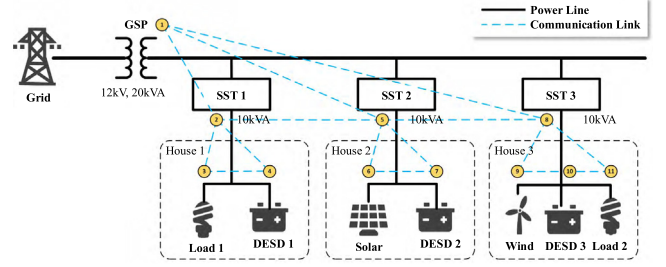 Power Line
Communication Link
GSP
1
Grid
12kV, 20kVA
SST 1
SST 2
SST 3
2
10kVA
5
10kVA
8
10kVA
House 1
House 2
House 3
3
4
6
7
9
10
11
Load 1
DESD 1
Solar
DESD 2
Wind
DESD 3
Load 2